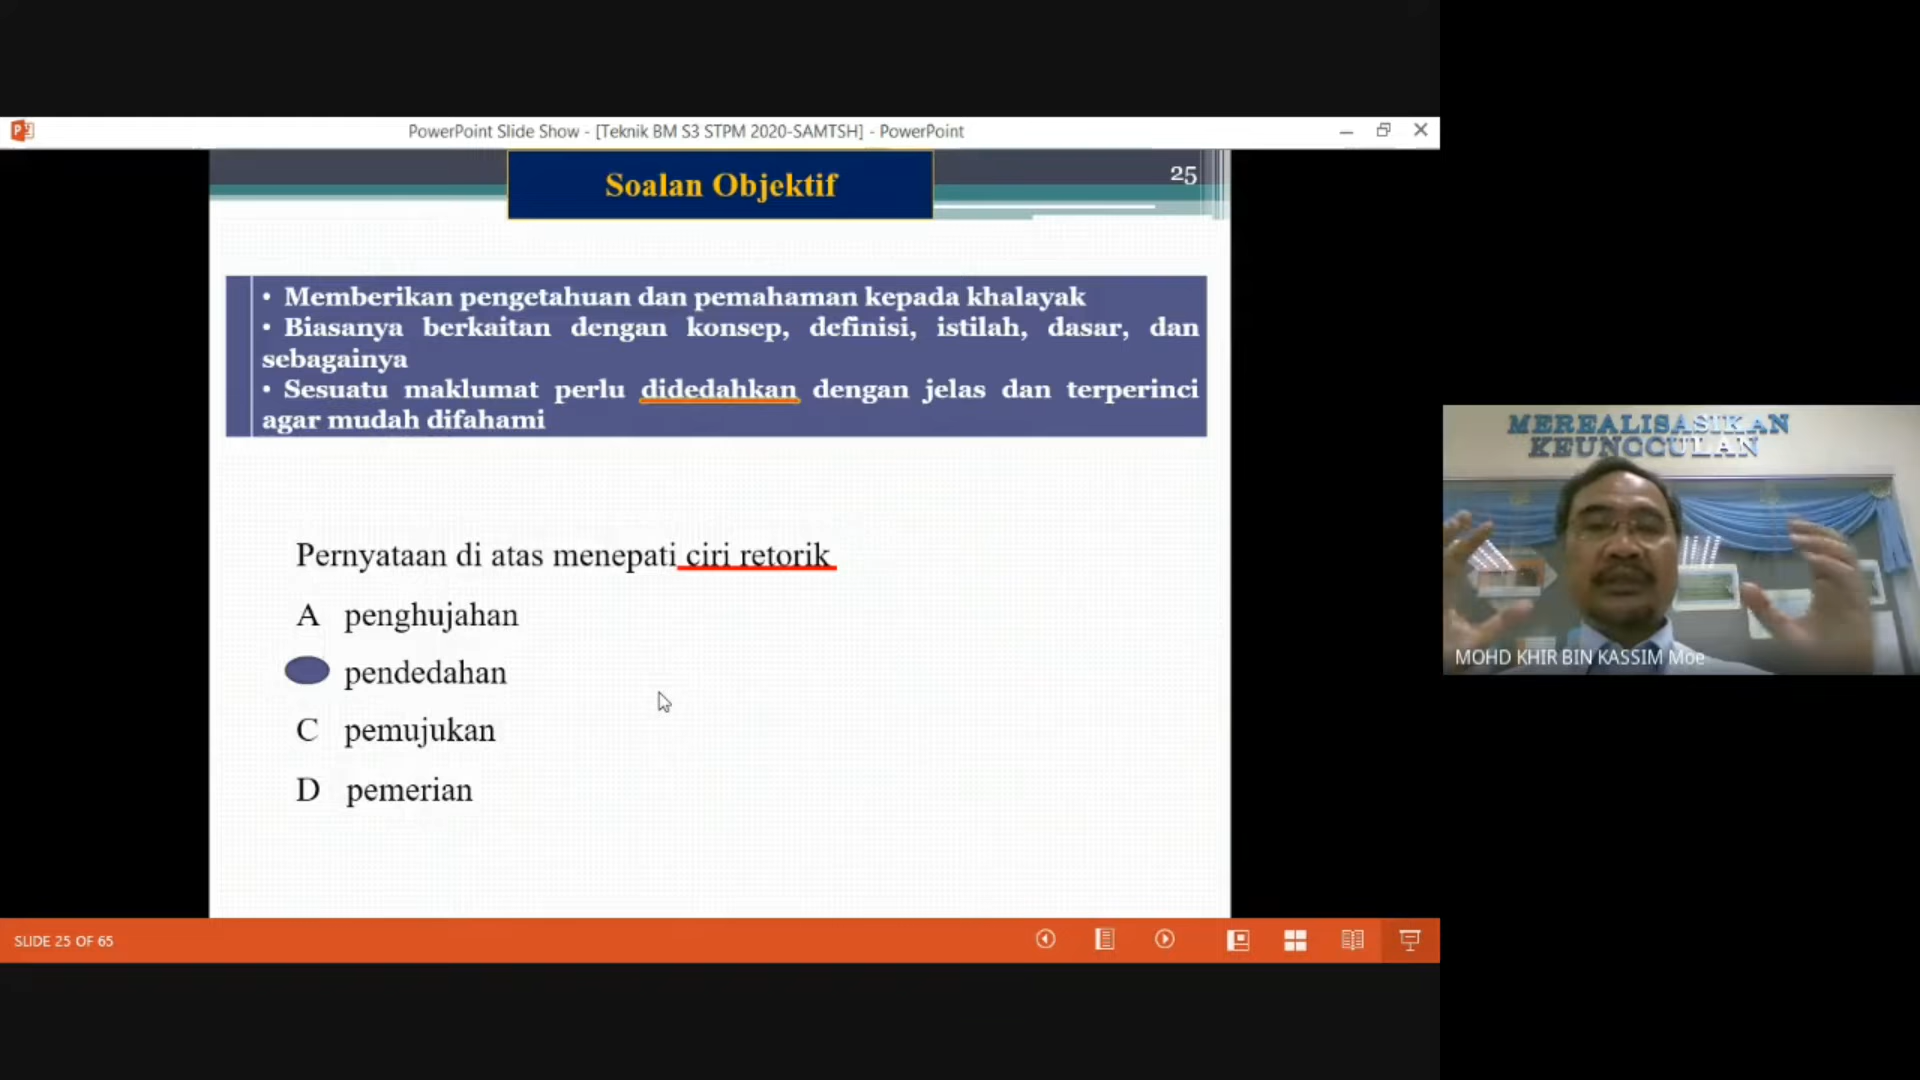 PowerPoint Slide Show - [Teknik BM S3 STPM 2020-SAMTSH] - PowerPoint
Soalan Objektif
25
• Memberikan pengetahuan dan pemahaman kepada khalayak
• Biasanya berkaitan dengan konsep, definisi, istilah, dasar, dan
sebagainya
• Sesuatu maklumat perlu didedahkan dengan jelas dan terperinci
agar mudah difahami
Pernyataan di atas menepati ciri retorik
A penghujahan
pendedahan
C pemujukan
D pemerian
MEREALISASIKAN
KEUNGGULAN
MOHD KHIR BIN KASSIM Moe
SLIDE 25 OF 65